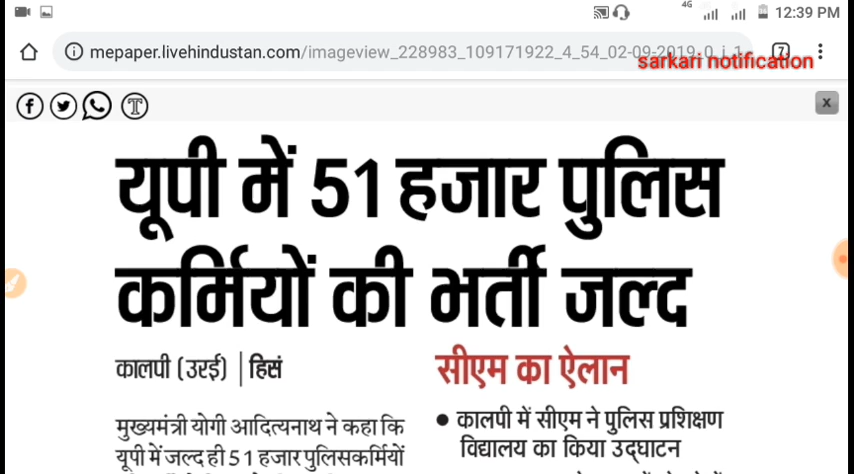 4G 12:39 PM
mepaper.livehindustan.com/imageview_228983_109171922_4_54_02-09-2019_0_i_1 7
sarkari notification
x
यूपी में 51 हजार पुलिस
कर्मियों की भर्ती जल्द
कालपी (उरई) | हिसं
मुख्यमंत्री योगी आदित्यनाथ ने कहा कि
यूपी में जल्द ही 51 हजार पुलिसकर्मियों
सीएम का ऐलान
● कालपी में सीएम ने पुलिस प्रशिक्षण
विद्यालय का किया उद्घाटन